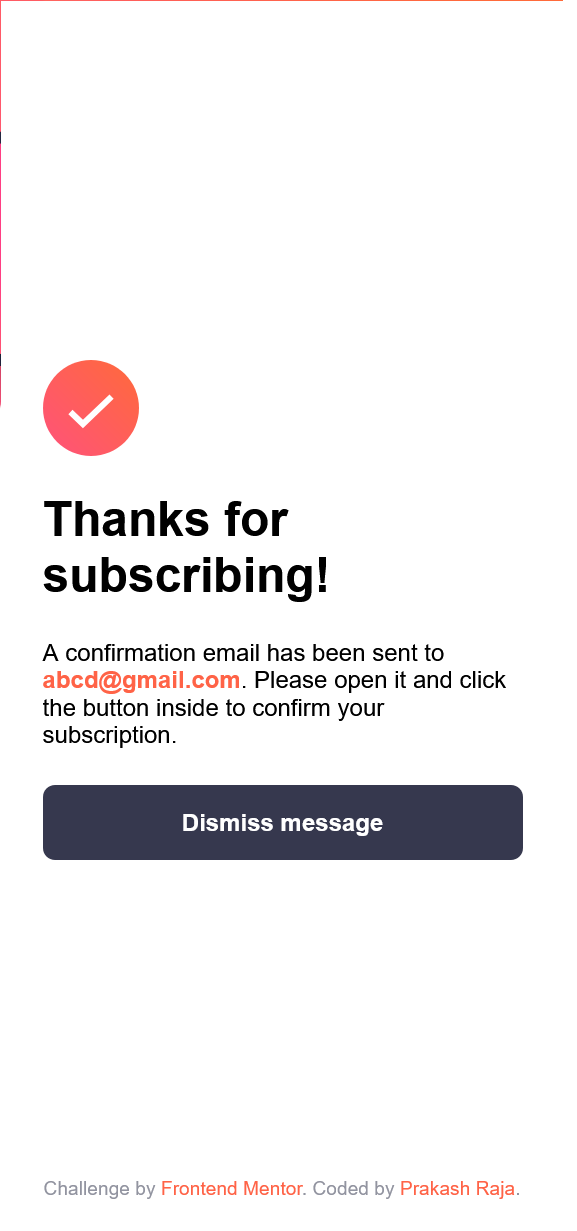 Thanks for
subscribing!
A confirmation email has been sent to
abcd@gmail.com. Please open it and click
the button inside to confirm your
subscription.
Dismiss message
Challenge by Frontend Mentor. Coded by Prakash Raja.